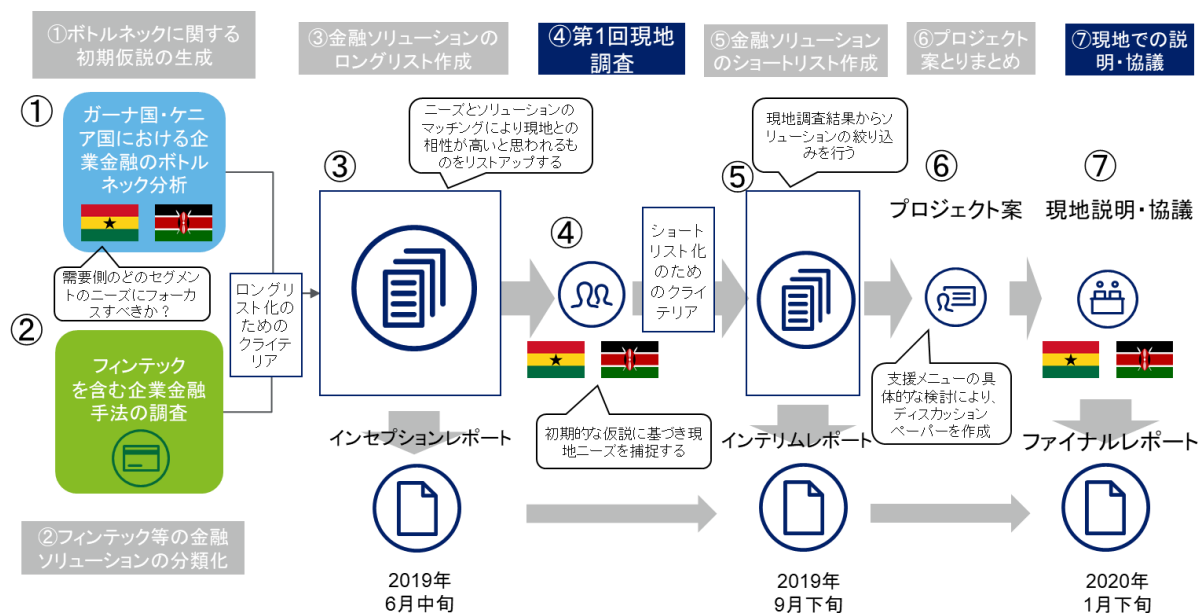 ①ボトルネックに関する
初期仮説の生成
③金融ソリューションの
ロングリスト作成
④第1回現地
調査
⑤金融ソリューション
のショートリスト作成
⑥プロジェクト
案とりまとめ
⑦現地での説
明・協議
①
ガーナ国・ケニ
ア国における企
業金融のボトル
ネック分析
需要側のどのセグメン
トのニーズにフォーカ
スすべきか？
②
フィンテック
を含む企業金融
手法の調査
②フィンテック等の金融
ソリューションの分類化
ロングリ
スト化の
ための
クライテ
リア
ニーズとソリューションの
マッチングにより現地との
相性が高いと思われるも
のをリストアップする
③
④
初期的な仮説に基づき現
地ニーズを捕捉する
ショート
リスト化
のため
のクライ
テリア
現地調査結果からソ
リューションの絞り込
みを行う
⑤
⑥
プロジェクト案
支援メニューの具
体的な検討により、
ディスカッション
ペーパーを作成
⑦
現地説明・協議
インセプションレポート
インテリムレポート
ファイナルレポート
2019年
6月中旬
2019年
9月下旬
2020年
1月下旬